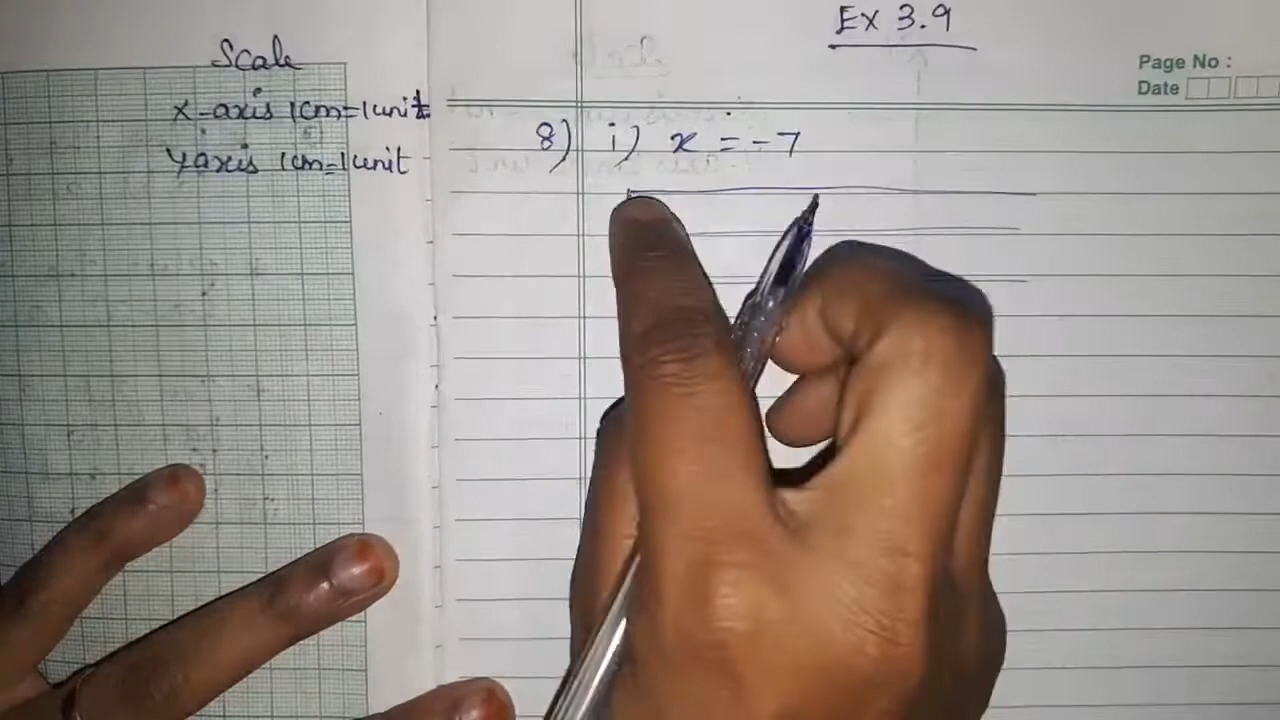 Scale
x-axis 1cm=1unit
y axis 1cm=1unit
Ex 3.9
Page No :
Date
8) i) x = -7